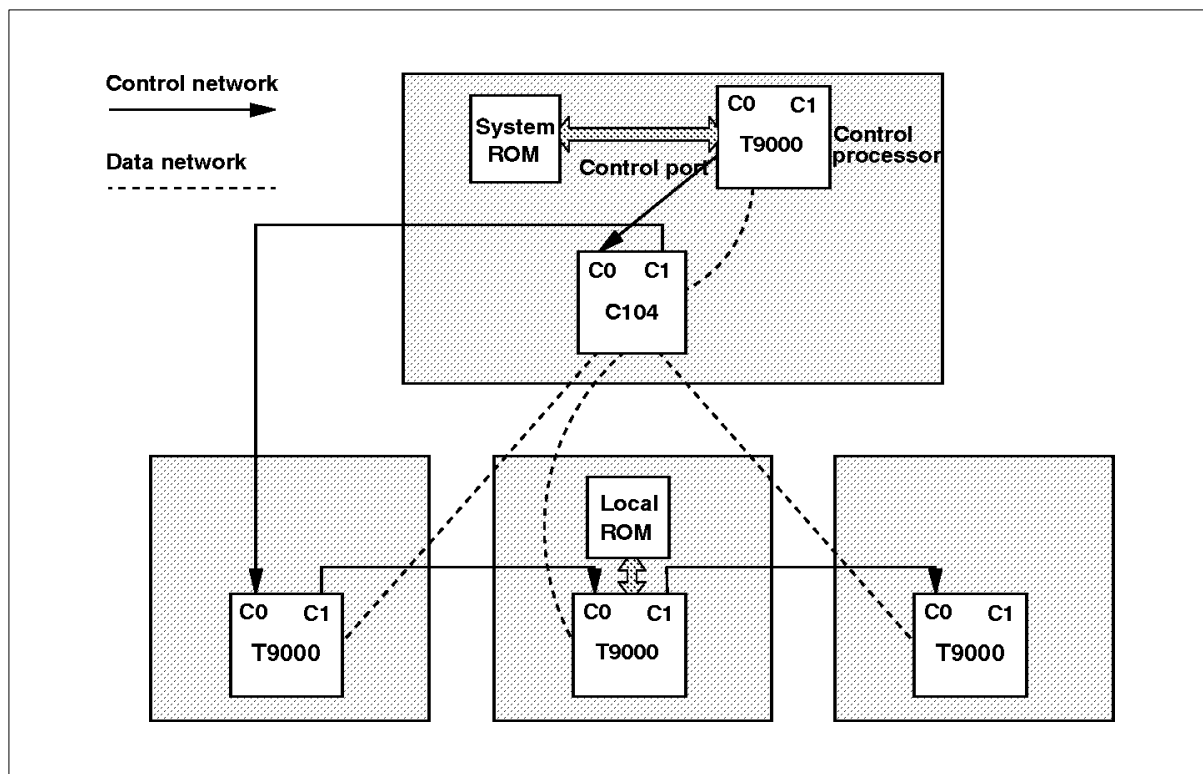 Control network
Data network
System
ROM
Control port
C0 C1
T9000
Control
processor
C0 C1
C104
Local
ROM
C0 C1
T9000
C0 C1
T9000
C0 C1
T9000